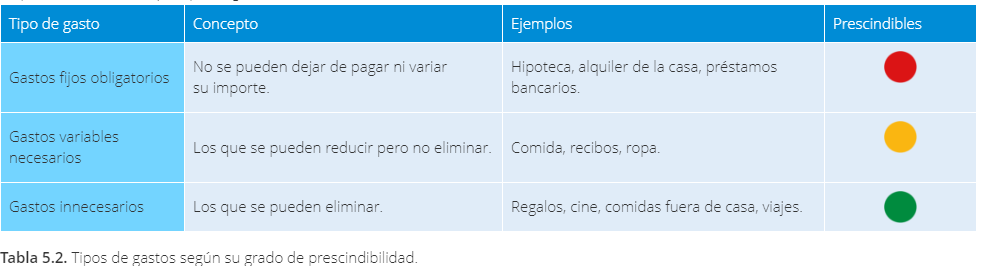 Tipo de gasto Concepto Ejemplos Prescindibles
Gastos fijos obligatorios
No se pueden dejar de pagar ni variar
su importe.
Hipoteca, alquiler de la casa, préstamos
bancarios.
Gastos variables
necesarios
Los que se pueden reducir pero no eliminar.
Comida, recibos, ropa.
Gastos innecesarios
Los que se pueden eliminar.
Regalos, cine, comidas fuera de casa, viajes.
Tabla 5.2. Tipos de gastos según su grado de prescindibilidad.